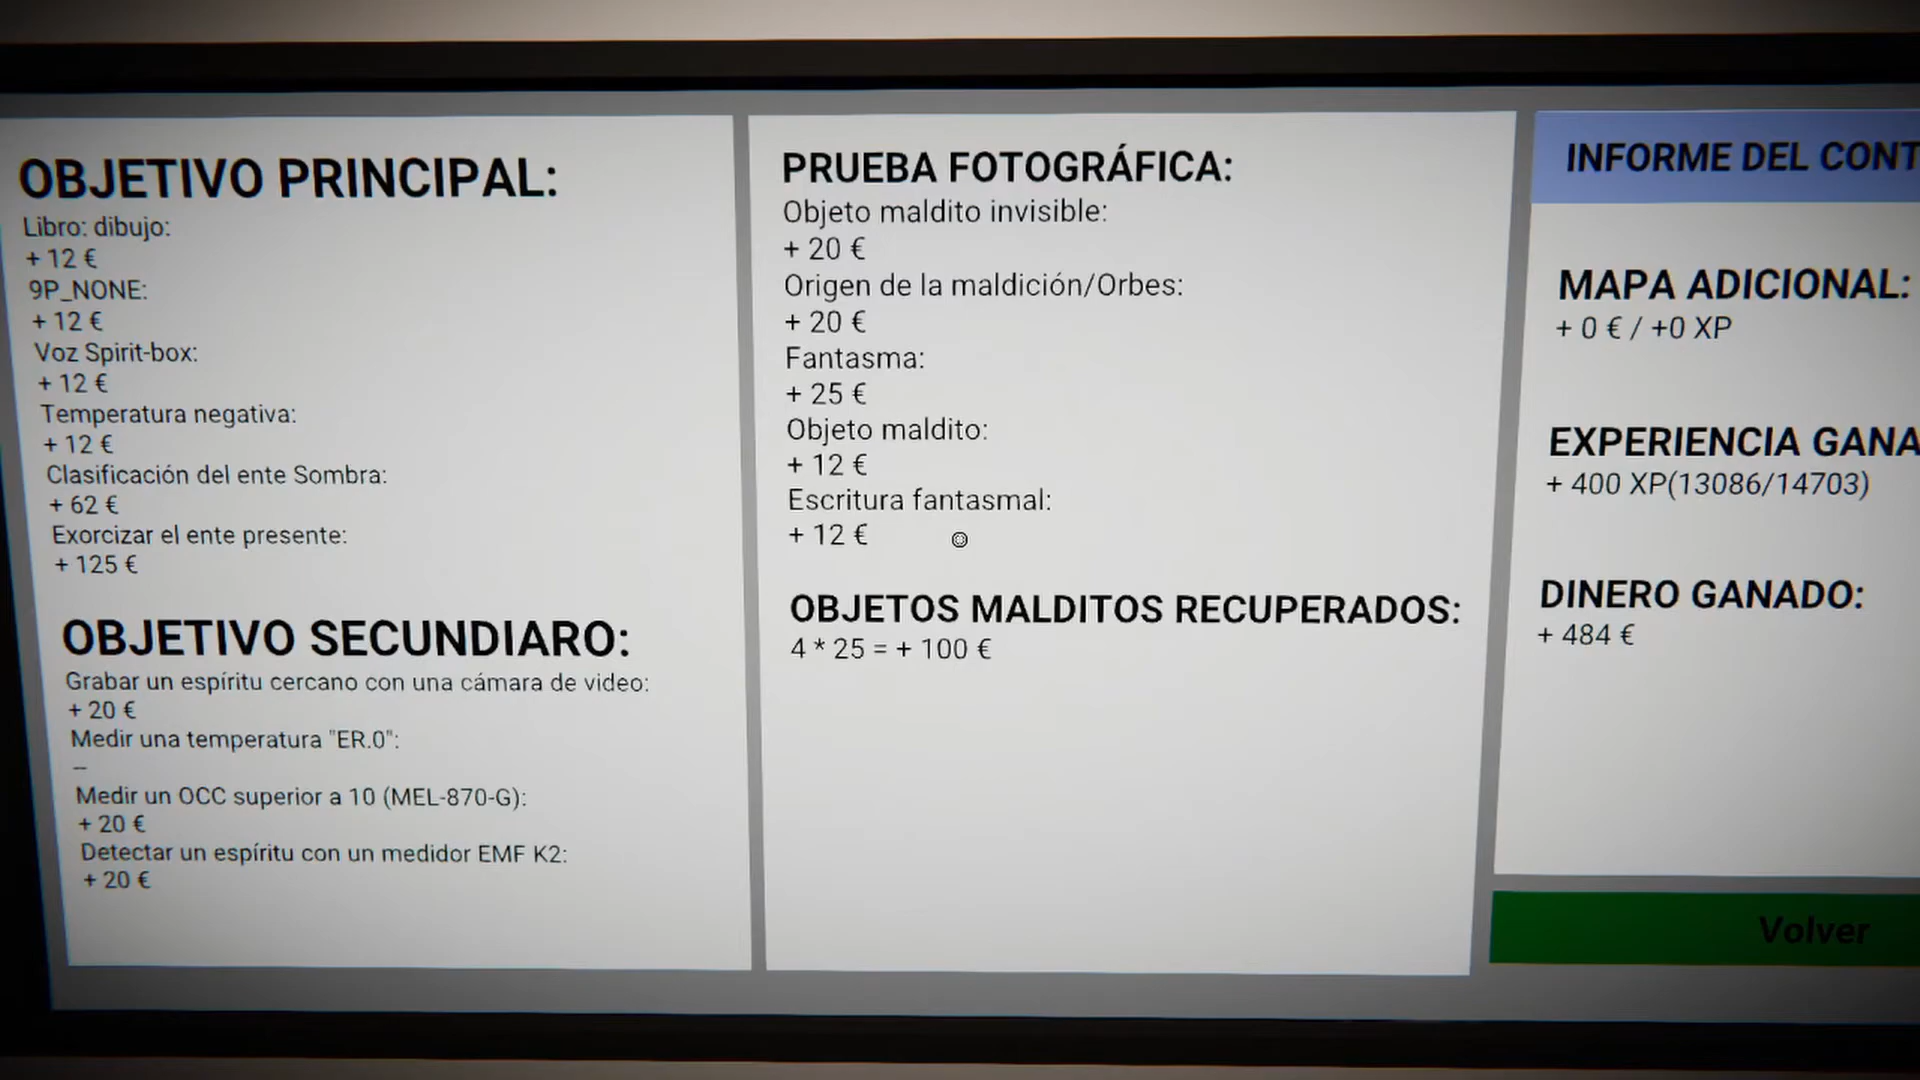 OBJETIVO PRINCIPAL:
Libro: dibujo:
+ 12 €
9P_NONE:
+ 12 €
Voz Spirit-box:
+ 12 €
Temperatura negativa:
+ 12 €
Clasificación del ente Sombra:
+ 62 €
Exorcizar el ente presente:
+ 125 €
OBJETIVO SECUNDIARO:
Grabar un espíritu cercano con una cámara de video:
+ 20 €
Medir una temperatura "ER.0":
--
Medir un OCC superior a 10 (MEL-870-G):
+ 20 €
Detectar un espíritu con un medidor EMF K2:
+ 20 €
PRUEBA FOTOGRÁFICA:
Objeto maldito invisible:
+ 20 €
Origen de la maldición/Orbes:
+ 20 €
Fantasma:
+ 25 €
Objeto maldito:
+ 12 €
Escritura fantasmal:
+ 12 €
OBJETOS MALDITOS RECUPERADOS:
4 * 25 = + 100 €
INFORME DEL CONT
MAPA ADICIONAL:
+ 0 € / +0 XP
EXPERIENCIA GANA
+ 400 XP(13086/14703)
DINERO GANADO:
+ 484 €
Volver